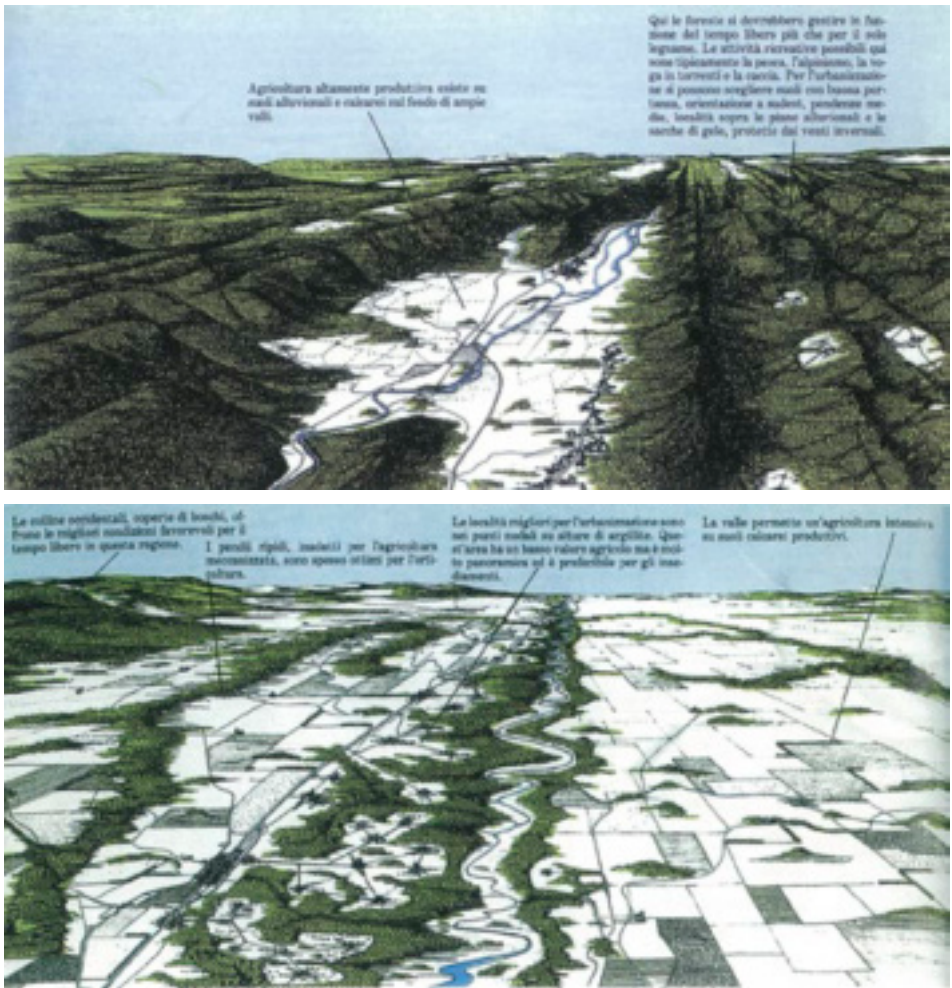 Agricoltura altamente produttiva esiste su
suoli alluvionali e calcarei sul fondo di ampie
valli.
Qui le foreste si dovrebbero gestire in fun-
zione del tempo libero più che per il solo
legname. Le attività ricreative possibili qui
sono tipicamente la pesca, l'alpinismo, la vo-
ga in torrenti e la caccia. Per l'urbanizzazio-
ne si possono scegliere suoli con buona por-
tanza, orientazione a sudest, pendenze me-
die, località sopra le piane alluvionali e le
sacche di gelo, protette dai venti invernali.
Le colline occidentali, coperte di boschi, of-
frono le migliori condizioni favorevoli per il
tempo libero in questa regione.
I pendii ripidi, inadatti per l'agricoltura
meccanizzata, sono spesso ottimi per l'orti-
coltura.
Le località migliori per l'urbanizzazione sono
nei punti nodali su alture di argillite. Que-
st'area ha un basso valore agricolo ma è mol-
to panoramica ed è preferibile per gli inse-
diamenti.
La valle permette un'agricoltura intensiva
su suoli calcarei produttivi.